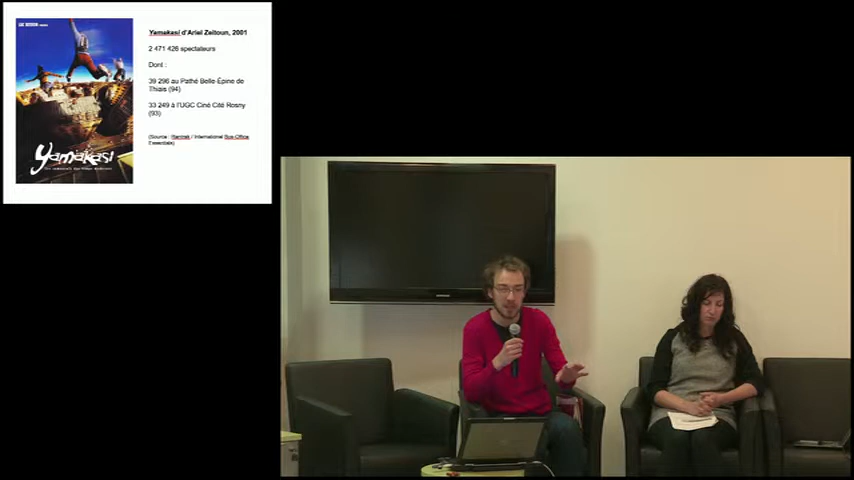 Yamakasi d'Ariel Zeitoun, 2001
2 471 426 spectateurs
Dont :
39 296 au Pathé Belle-Épine de
Thiais (94)
33 249 à l'UGC Ciné Cité Rosny
(93)
(Source : Rentrak / International Box-Office
Essentials)
yamakasi